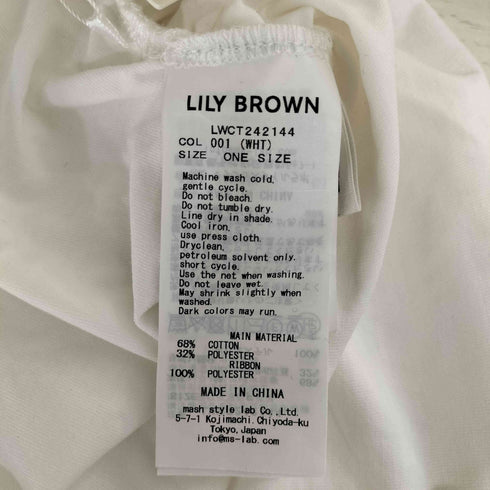 LILY BROWN
LWCT242144
COL 001 (WHT)
SIZE ONE SIZE
Machine wash cold.
gentle cycle.
Do not bleach.
Do not tumble dry.
Line dry in shade.
Cool iron.
use press cloth.
Dryclean.
petroleum solvent only.
short cycle.
Use the net when washing.
Do not leave wet.
May shrink slightly when
washed.
Dark colors may run.
MAIN MATERIAL
68% COTTON
32% POLYESTER
RIBBON
100% POLYESTER
MADE IN CHINA
mash style lab Co.,Ltd.
5-7-1 Kojimachi.Chiyoda-ku
Tokyo.Japan
info@ms-lab.com